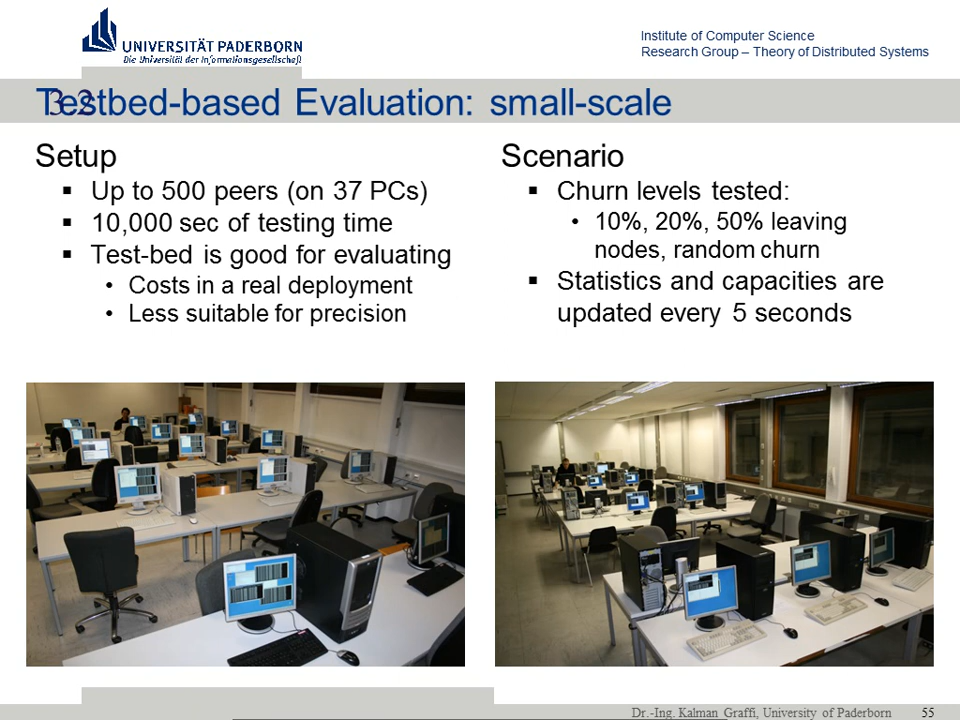 UNIVERSITÄT PADERBORN
Die Universität der Informationsgesellschaft
Institute of Computer Science
Research Group – Theory of Distributed Systems
3.2
Testbed-based Evaluation: small-scale
Setup
▪ Up to 500 peers (on 37 PCs)
▪ 10,000 sec of testing time
▪ Test-bed is good for evaluating
• Costs in a real deployment
• Less suitable for precision
Scenario
▪ Churn levels tested:
• 10%, 20%, 50% leaving
nodes, random churn
▪ Statistics and capacities are
updated every 5 seconds
Dr.-Ing. Kalman Graffi, University of Paderborn 55